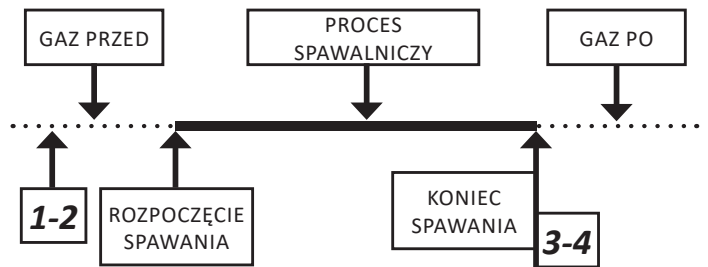 GAZ PRZED
PROCES
SPAWALNICZY
GAZ PO
1-2
ROZPOCZĘCIE
SPAWANIA
KONIEC
SPAWANIA
3-4